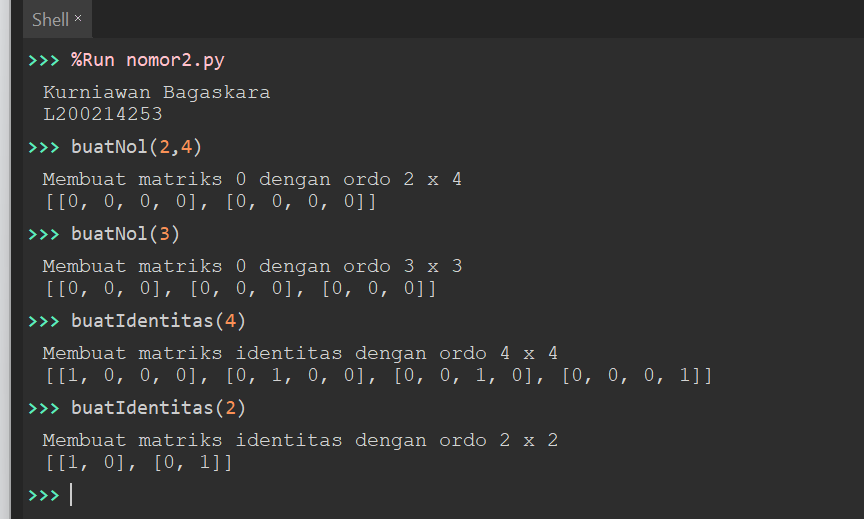 Shell ×
>>> %Run nomor2.py
Kurniawan Bagaskara
L200214253
>>> buatNol(2,4)
Membuat matriks 0 dengan ordo 2 x 4
[[0, 0, 0, 0], [0, 0, 0, 0]]
>>> buatNol(3)
Membuat matriks 0 dengan ordo 3 x 3
[[0, 0, 0], [0, 0, 0], [0, 0, 0]]
>>> buatIdentitas(4)
Membuat matriks identitas dengan ordo 4 x 4
[[1, 0, 0, 0], [0, 1, 0, 0], [0, 0, 1, 0], [0, 0, 0, 1]]
>>> buatIdentitas(2)
Membuat matriks identitas dengan ordo 2 x 2
[[1, 0], [0, 1]]
>>>